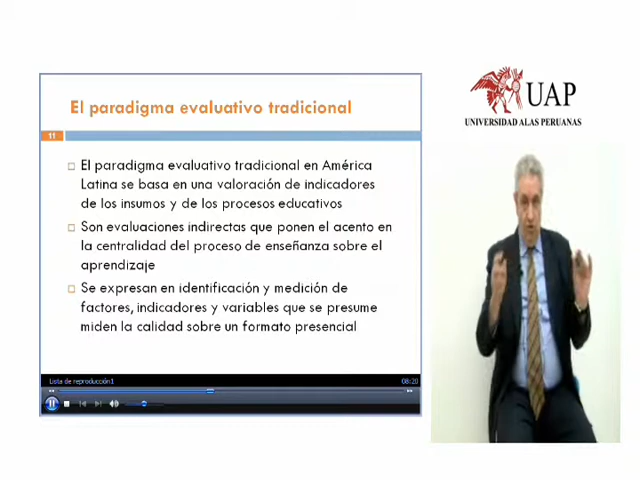 El paradigma evaluativo tradicional
11
El paradigma evaluativo tradicional en América
Latina se basa en una valoración de indicadores
de los insumos y de los procesos educativos
Son evaluaciones indirectas que ponen el acento en
la centralidad del proceso de enseñanza sobre el
aprendizaje
Se expresan en identificación y medición de
factores, indicadores y variables que se presume
miden la calidad sobre un formato presencial
Lista de reproducción1
08:20
UAP
UNIVERSIDAD ALAS PERUANAS